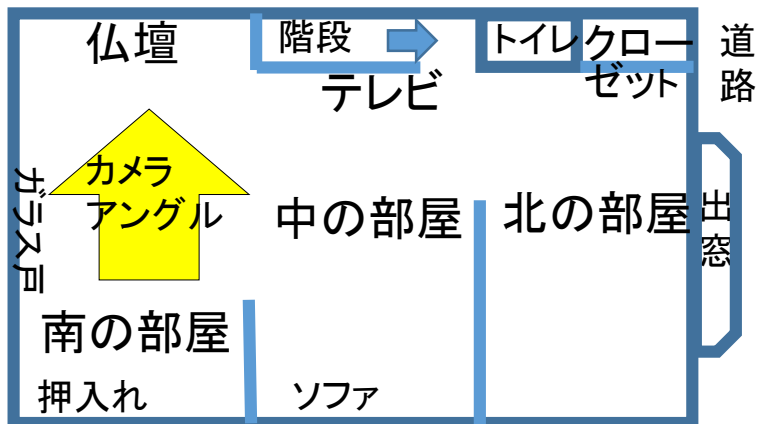 仏壇
階段
トイレ
クロー
ゼット
道
路
テレビ
カメラ
アングル
ガラス戸
中の部屋
北の部屋
出
窓
南の部屋
押入れ
ソファ